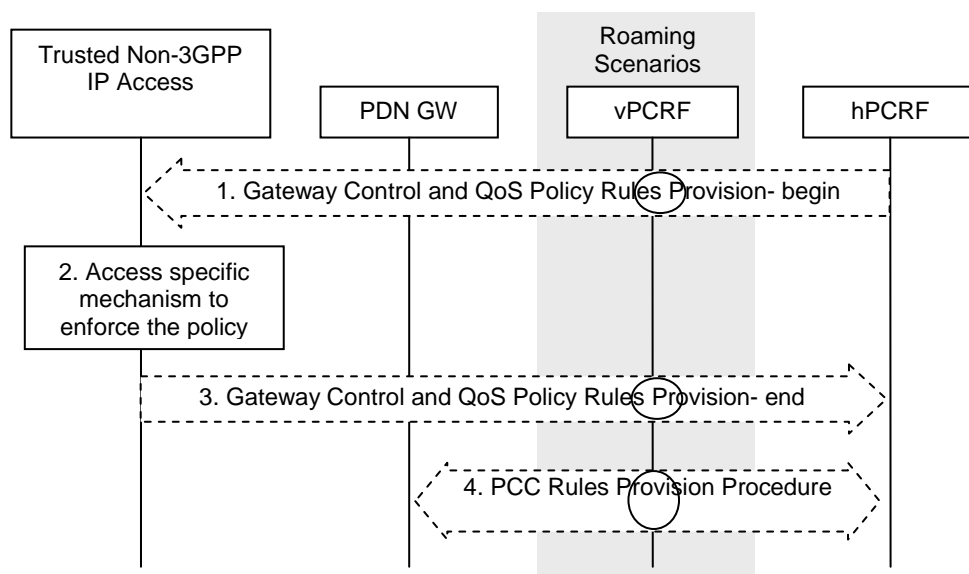 Roaming
Scenarios
Trusted Non-3GPP
IP Access
PDN GW
vPCRF
hPCRF
1. Gateway Control and QoS Policy Rules Provision- begin
2. Access specific
mechanism to
enforce the policy
3. Gateway Control and QoS Policy Rules Provision- end
4. PCC Rules Provision Procedure